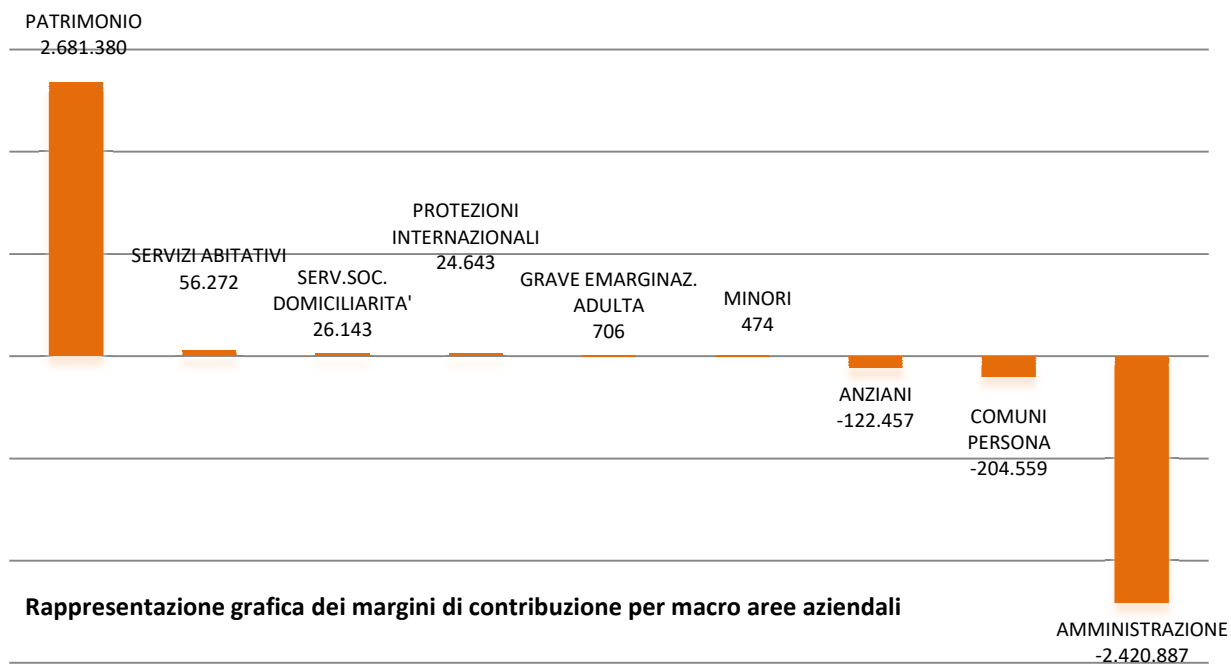 PATRIMONIO
2.681.380
SERVIZI ABITATIVI
56.272
SERV.SOC.
DOMICILIARITA'
26.143
PROTEZIONI
INTERNAZIONALI
24.643
GRAVE EMARGINAZ.
ADULTA
706
MINORI
474
ANZIANI
-122.457
COMUNI
PERSONA
-204.559
AMMINISTRAZIONE
-2.420.887
Rappresentazione grafica dei margini di contribuzione per macro aree aziendali